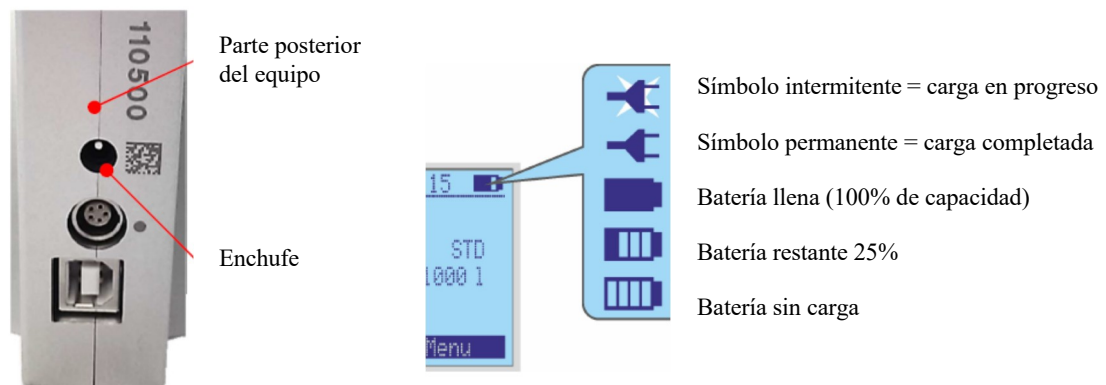 110500
Parte posterior
del equipo
Enchufe
15
STD
1000 l
Menu
Símbolo intermitente = carga en progreso
Símbolo permanente = carga completada
Batería llena (100% de capacidad)
Batería restante 25%
Batería sin carga